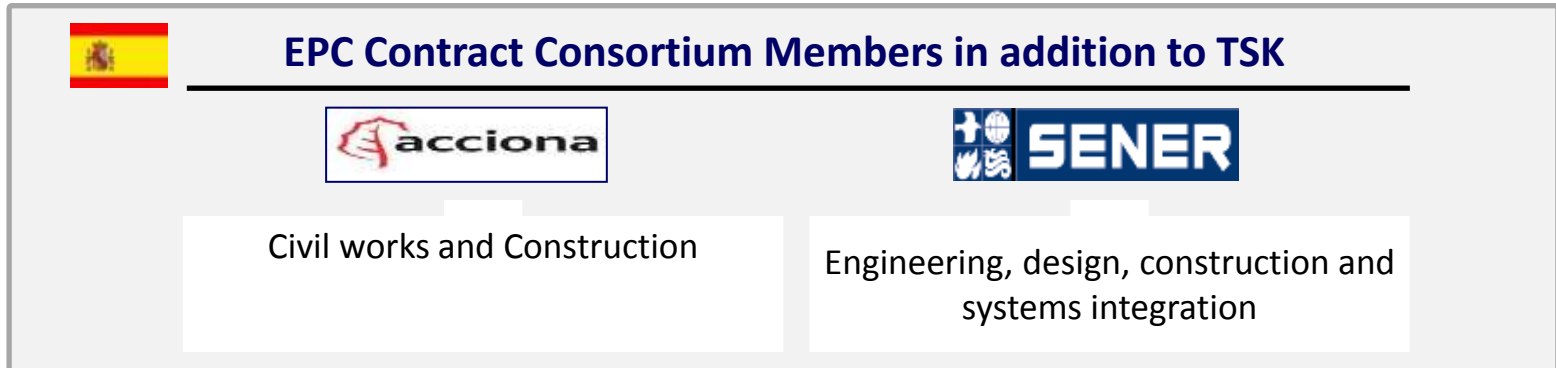 EPC Contract Consortium Members in addition to TSK
acciona
SENER
Civil works and Construction
Engineering, design, construction and
systems integration